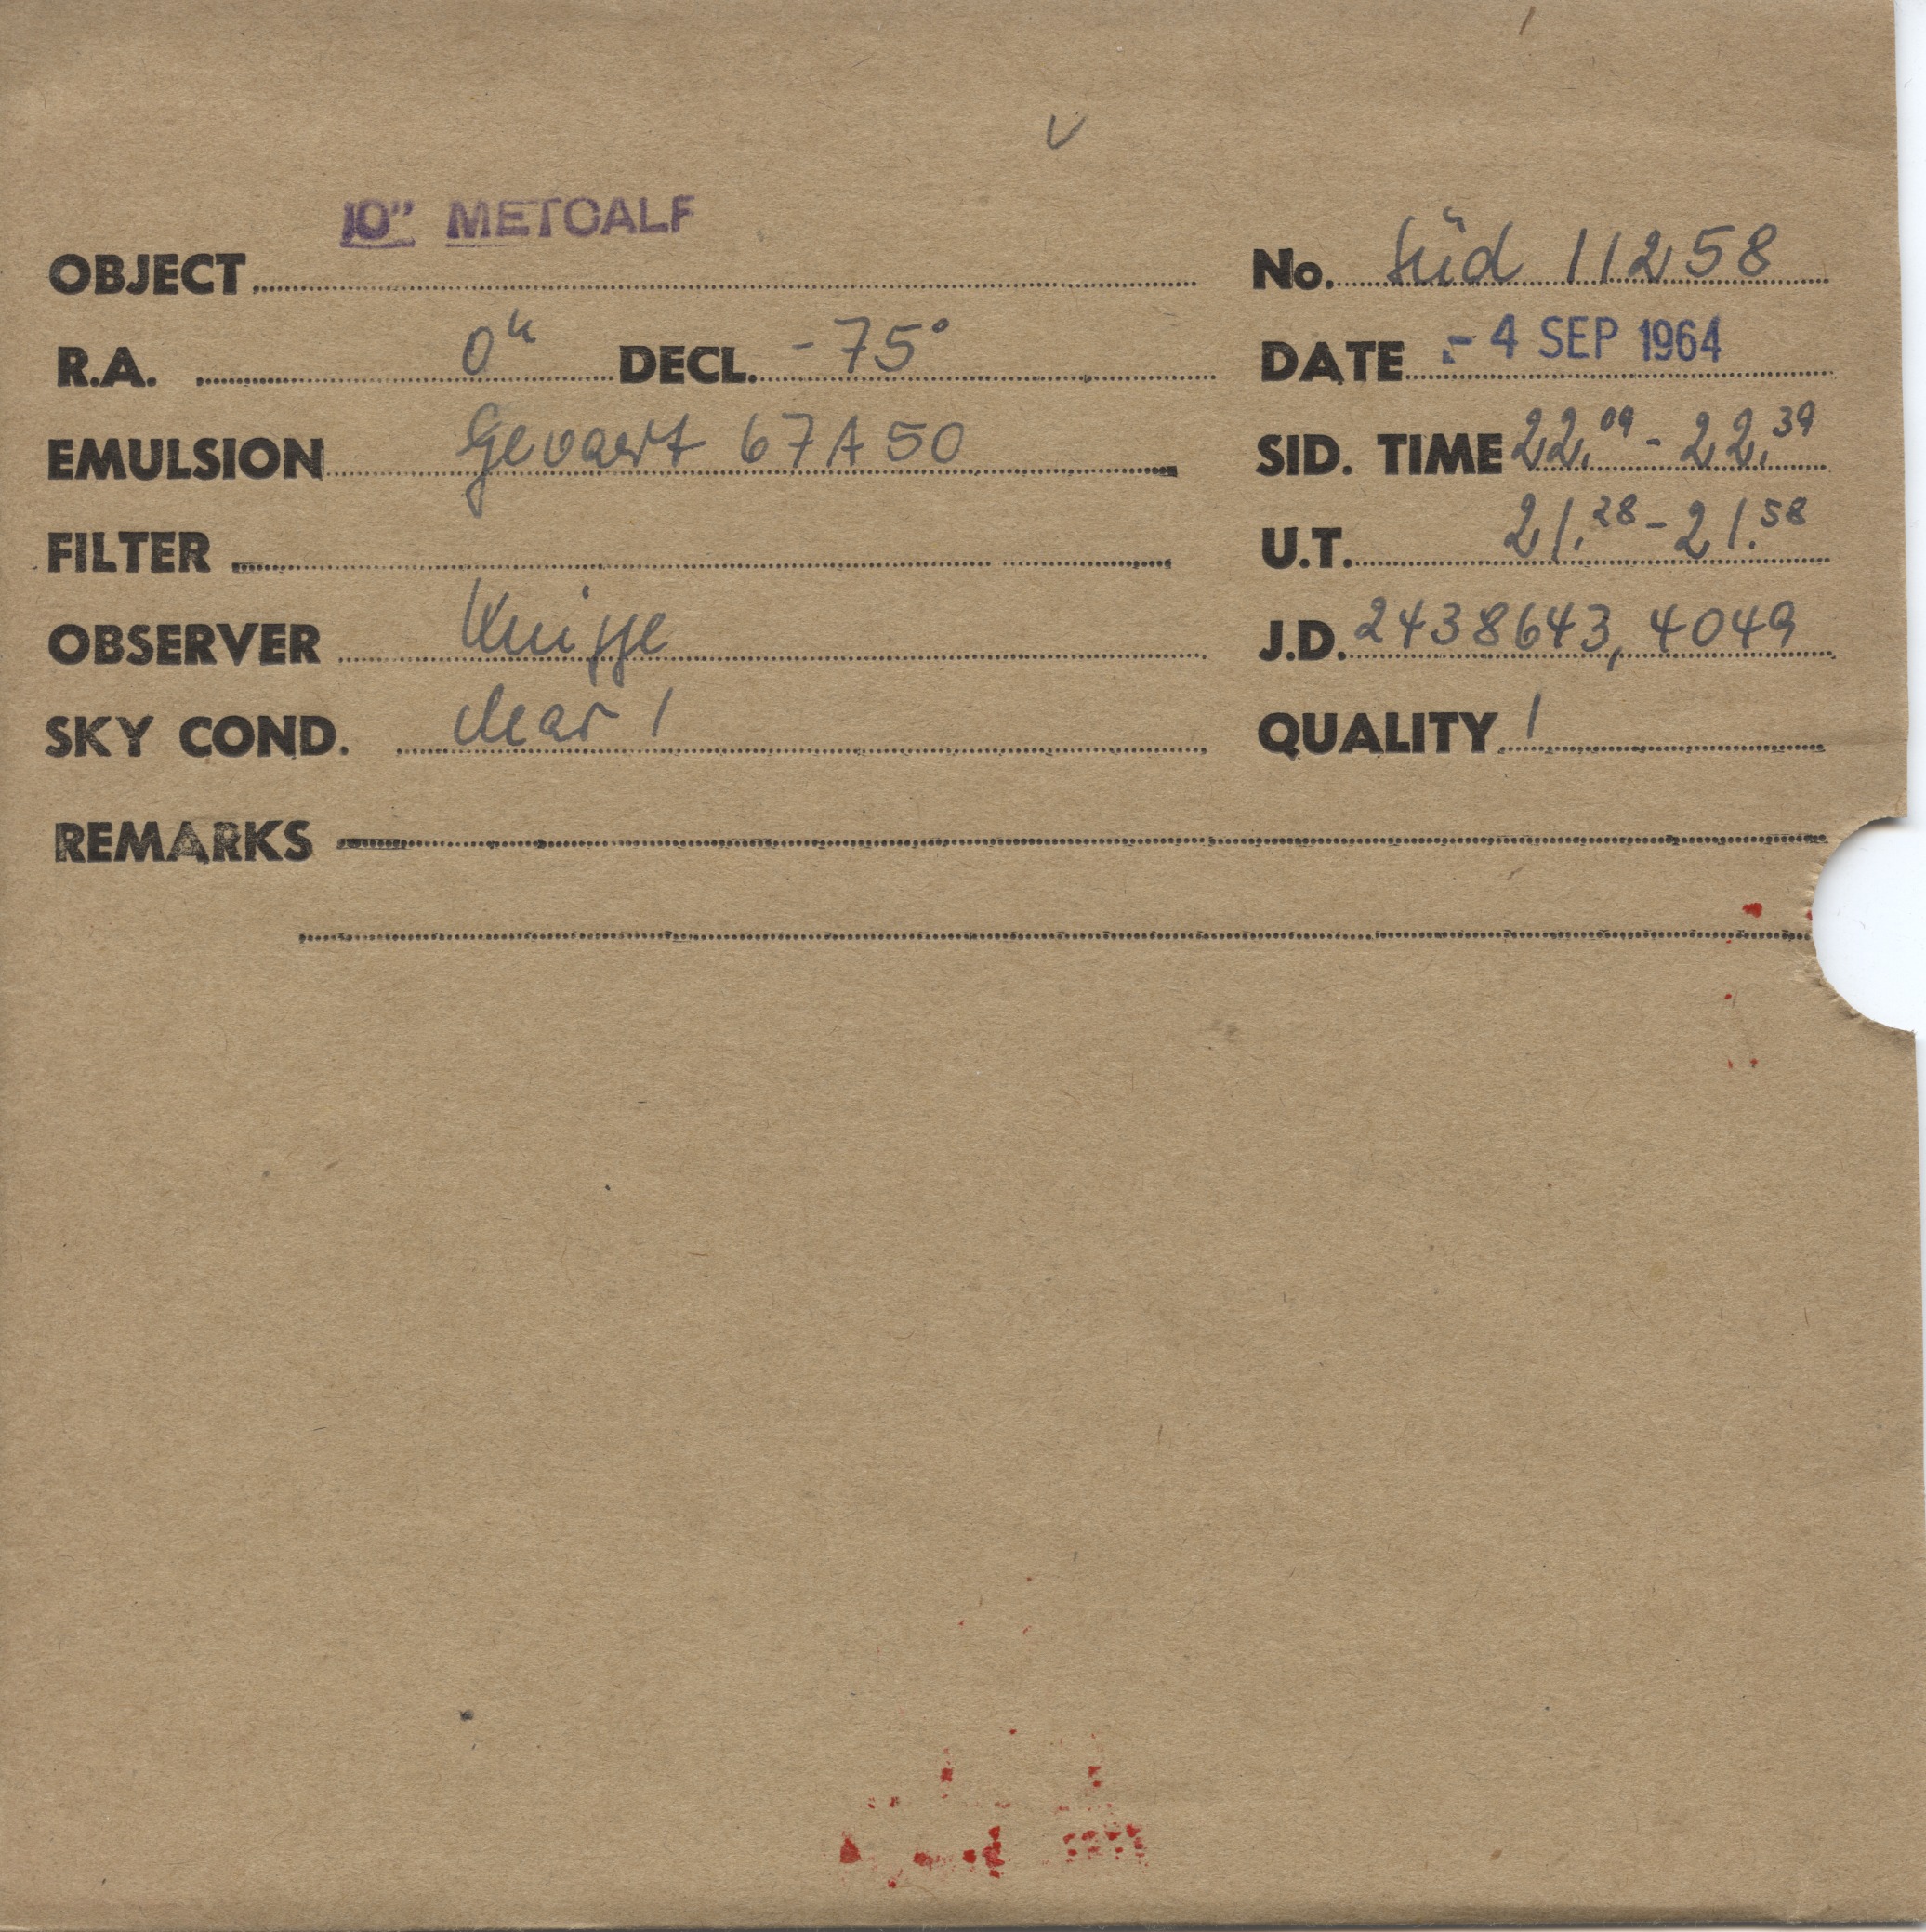 10" METCALF
OBJECT No. Süd 11258
R.A. 0h DECL. -75° DATE -4 SEP 1964
EMULSION Gevaert 67A50 SID. TIME 22.09 - 22.39
FILTER U.T. 21.28 - 21.58
OBSERVER Knigge J.D. 2438643,4049
SKY COND. clear 1 QUALITY 1
REMARKS